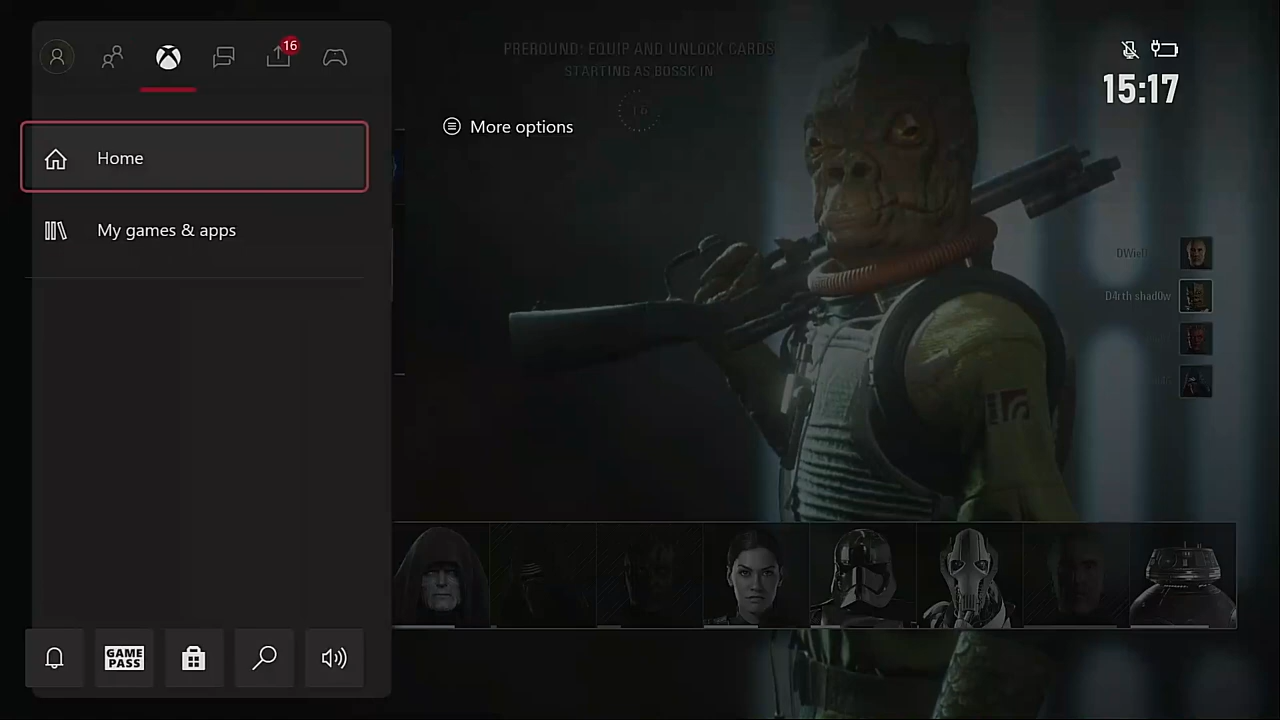 16
PREROUND: EQUIP AND UNLOCK CARDS
STARTING AS BOSSK IN
16
15:17
More options
Home
My games & apps
D4rth shad0w
GAME
PASS